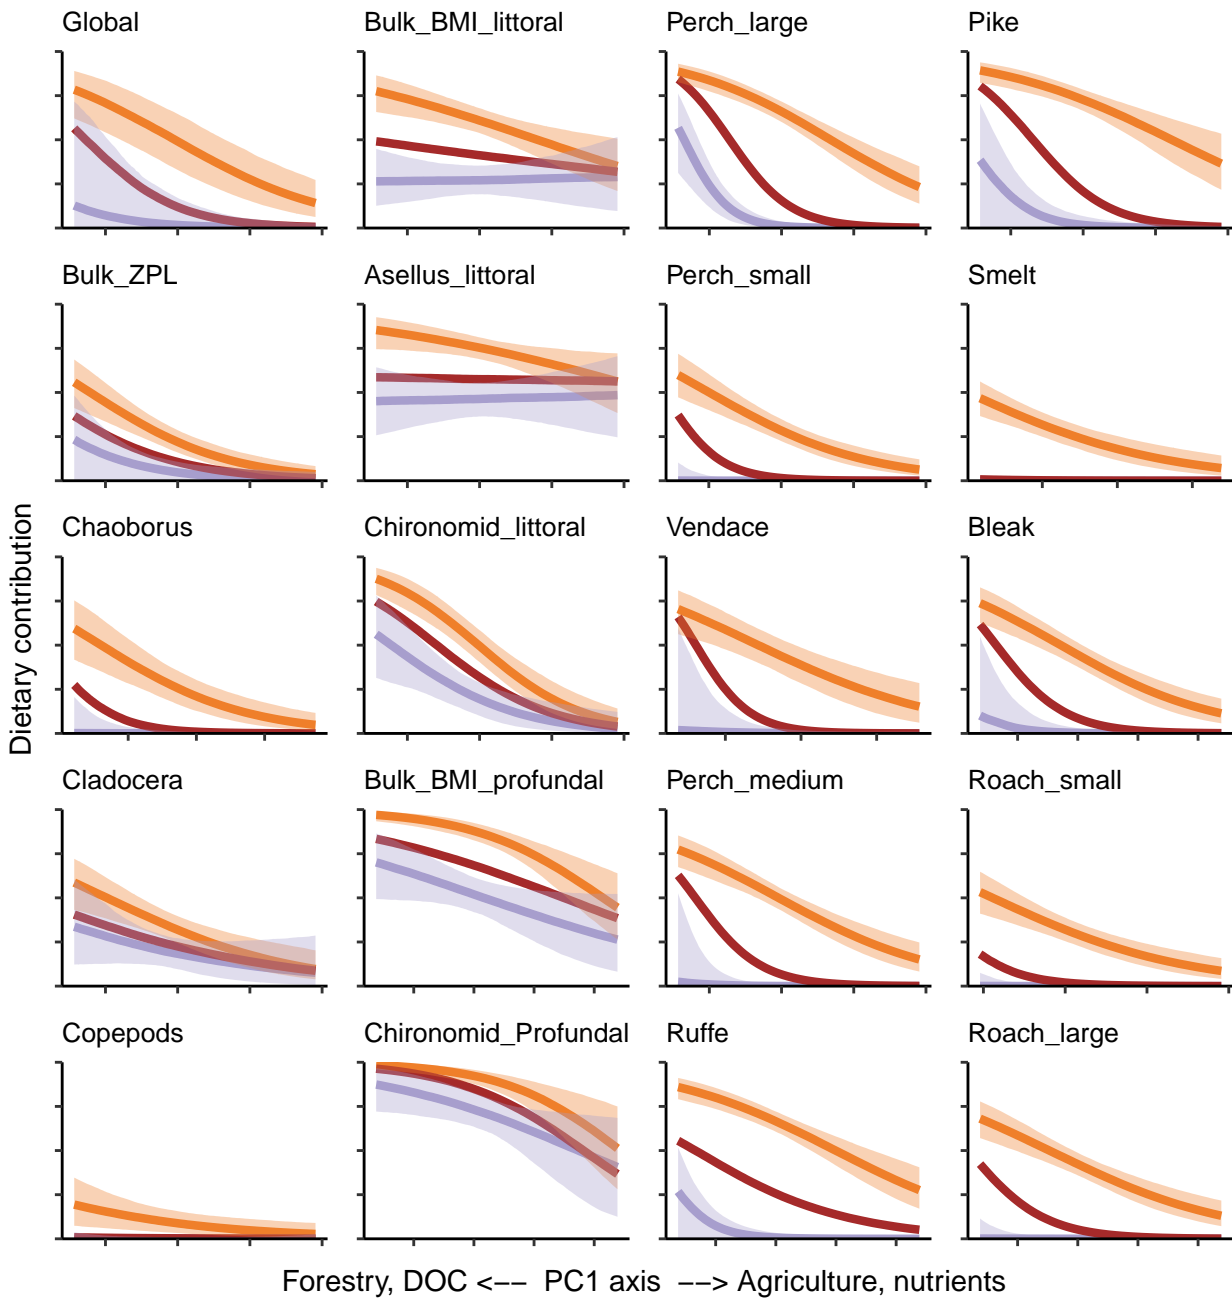 Global
Bulk_BMI_littoral
Perch_large
Pike
Bulk_ZPL
Asellus_littoral
Perch_small
Smelt
Chaoborus
Chironomid_littoral
Vendace
Bleak
Cladocera
Bulk_BMI_profundal
Perch_medium
Roach_small
Copepods
Chironomid_Profundal
Ruffe
Roach_large
Dietary contribution
Forestry, DOC <−− PC1 axis −−> Agriculture, nutrients